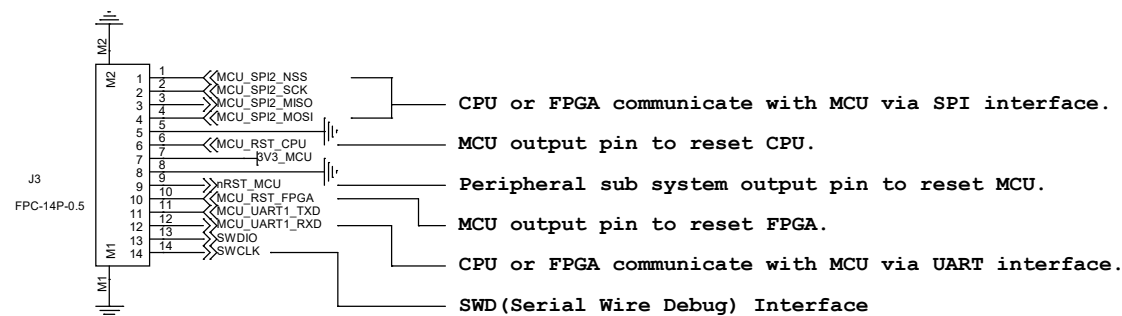 M2
M2
1 1 MCU_SPI2_NSS
2 2 MCU_SPI2_SCK
3 3 MCU_SPI2_MISO
4 4 MCU_SPI2_MOSI
CPU or FPGA communicate with MCU via SPI interface.
5 5
6 6 MCU_RST_CPU
MCU output pin to reset CPU.
7 7 3V3_MCU
8 8
9 9 nRST_MCU
Peripheral sub system output pin to reset MCU.
J3
FPC-14P-0.5
10 10 MCU_RST_FPGA
MCU output pin to reset FPGA.
11 11 MCU_UART1_TXD
12 12 MCU_UART1_RXD
CPU or FPGA communicate with MCU via UART interface.
13 13 SWDIO
14 14 SWCLK
SWD(Serial Wire Debug) Interface
M1
M1